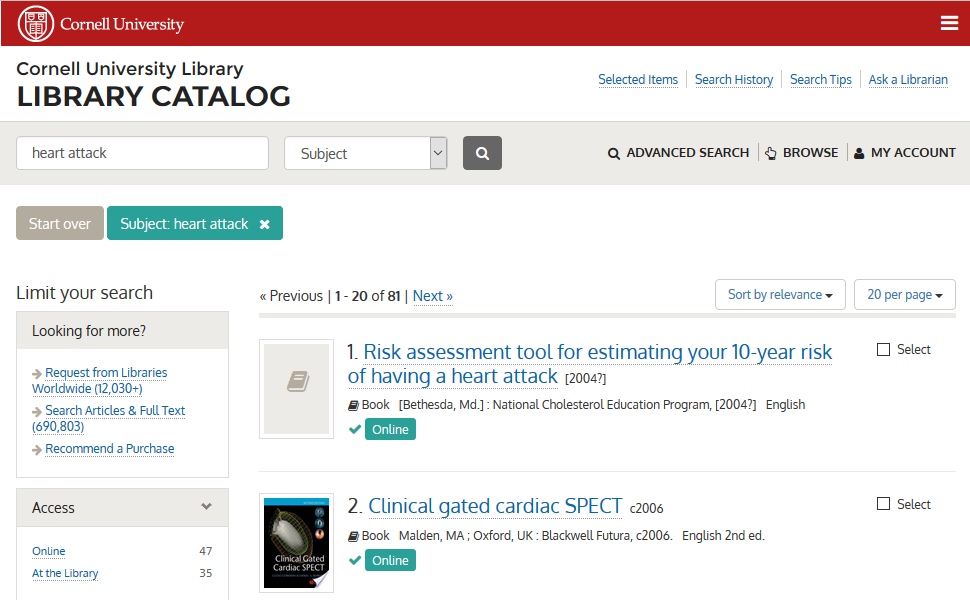 Cornell University
Cornell University Library
LIBRARY CATALOG
Selected Items | Search History | Search Tips | Ask a Librarian
heart attack
Subject
ADVANCED SEARCH | BROWSE | MY ACCOUNT
Start over
Subject: heart attack ✖
Limit your search
Looking for more?
Request from Libraries
Worldwide (12,030+)
Search Articles & Full Text
(690,803)
Recommend a Purchase
Access
Online 47
At the Library 35
« Previous | 1 - 20 of 81 | Next »
Sort by relevance
20 per page
1. Risk assessment tool for estimating your 10-year risk
of having a heart attack [2004?]
Select
Book [Bethesda, Md.] : National Cholesterol Education Program, [2004?] English
✔ Online
2. Clinical gated cardiac SPECT c2006
Select
Book Malden, MA ; Oxford, UK : Blackwell Futura, c2006. English 2nd ed.
✔ Online
Clinical Gated
Cardiac SPECT